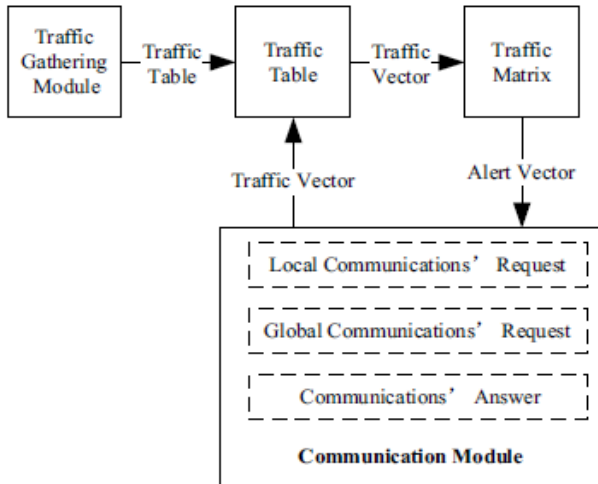 Traffic
Gathering
Module
Traffic
Table
Traffic
Table
Traffic
Vector
Traffic
Matrix
Traffic Vector
Alert Vector
Local Communications’ Request
Global Communications’ Request
Communications’ Answer
Communication Module